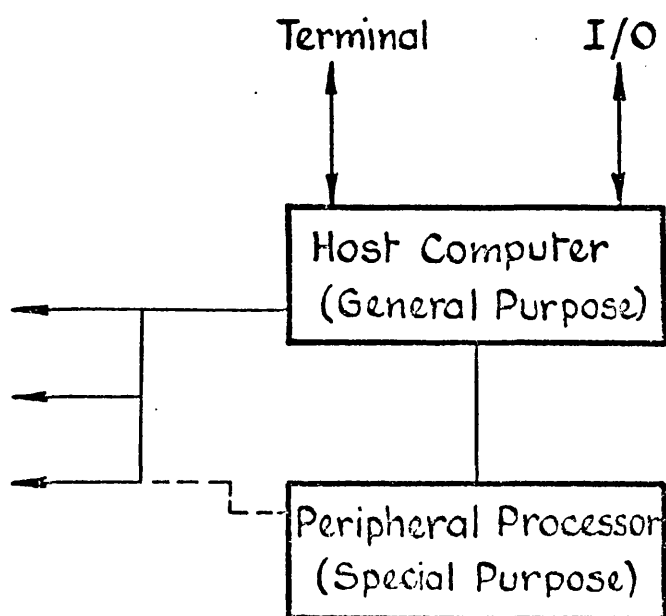 Terminal
I/O
Host Computer
(General Purpose)
Peripheral Processor
(Special Purpose)